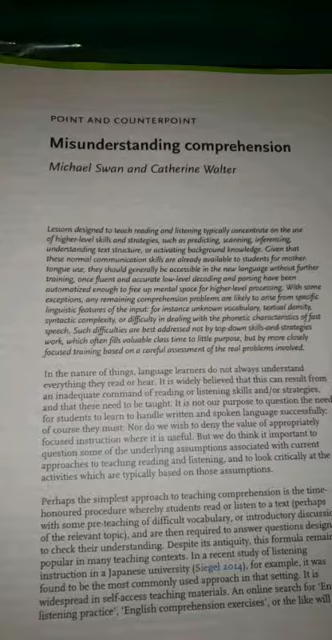 POINT AND COUNTERPOINT
Misunderstanding comprehension
Michael Swan and Catherine Walter
Lessons designed to teach reading and listening typically concentrate on the use
of higher-level skills and strategies, such as predicting, scanning, inferencing,
understanding text structure, or activating background knowledge. Given that
these normal communication skills are already available to students for mother
tongue use, they should generally be accessible in the new language without further
training, once fluent and accurate low-level decoding and parsing have been
automatized enough to free up mental space for higher-level processing. With some
exceptions, any remaining comprehension problems are likely to arise from specific
linguistic features of the input: for instance unknown vocabulary, textual density,
syntactic complexity, or difficulty in dealing with the phonetic characteristics of fast
speech. Such difficulties are best addressed not by top-down skills-and-strategies
work, which often fills valuable class time to little purpose, but by more closely
focused training based on a careful assessment of the real problems involved.
In the nature of things, language learners do not always understand
everything they read or hear. It is widely believed that this can result from
an inadequate command of reading or listening skills and/or strategies,
and that these need to be taught. It is not our purpose to question the need
for students to learn to handle written and spoken language successfully;
of course they must. Nor do we wish to deny the value of appropriately
focused instruction where it is useful. But we do think it important to
question some of the underlying assumptions associated with current
approaches to teaching reading and listening, and to look critically at the
activities which are typically based on those assumptions.
Perhaps the simplest approach to teaching comprehension is the time-
honoured procedure whereby students read or listen to a text (perhaps
with some pre-teaching of difficult vocabulary, or introductory discussio
of the relevant topic), and are then required to answer questions design
to check their understanding. Despite its antiquity, this formula remain
popular in many teaching contexts. In a recent study of listening
instruction in a Japanese university (Siegel 2014), for example, it was
found to be the most commonly used approach in that setting. It is
widespread in self-access teaching materials. An online search for 'En
listening practice', 'English comprehension exercises', or the like will